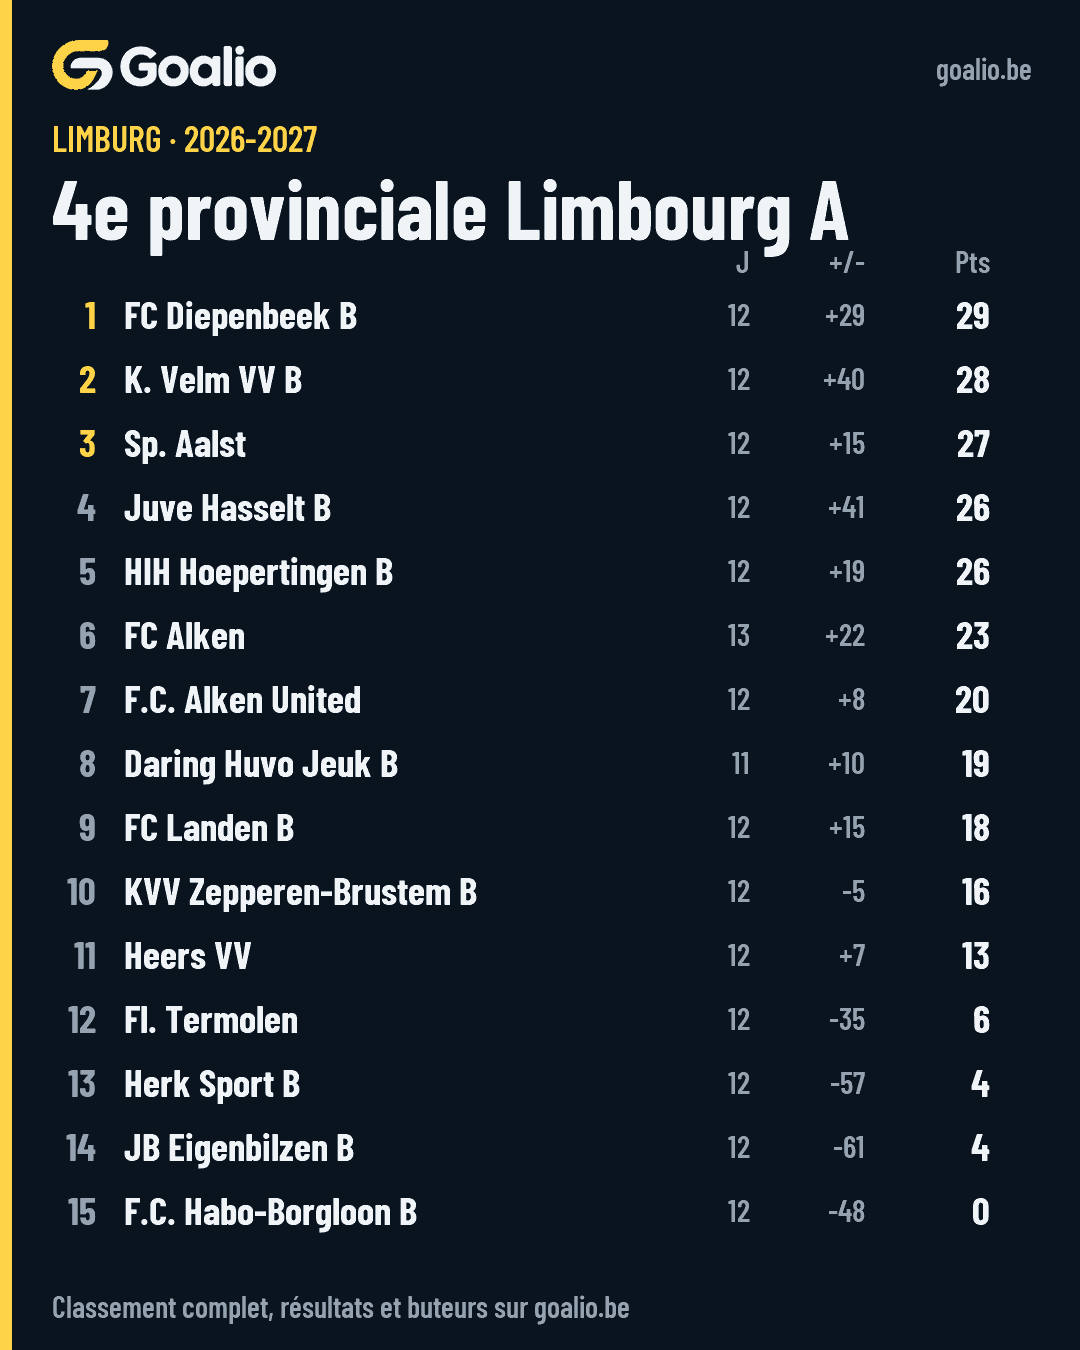 Goalio
goalio.be
LIMBURG · 2026-2027
4e provinciale Limbourg A
J +/- Pts
1 FC Diepenbeek B 12 +29 29
2 K. Velm VV B 12 +40 28
3 Sp. Aalst 12 +15 27
4 Juve Hasselt B 12 +41 26
5 HIH Hoepertingen B 12 +19 26
6 FC Alken 13 +22 23
7 F.C. Alken United 12 +8 20
8 Daring Huvo Jeuk B 11 +10 19
9 FC Landen B 12 +15 18
10 KVV Zepperen-Brustem B 12 -5 16
11 Heers VV 12 +7 13
12 Fl. Termolen 12 -35 6
13 Herk Sport B 12 -57 4
14 JB Eigenbilzen B 12 -61 4
15 F.C. Habo-Borgloon B 12 -48 0
Classement complet, résultats et buteurs sur goalio.be